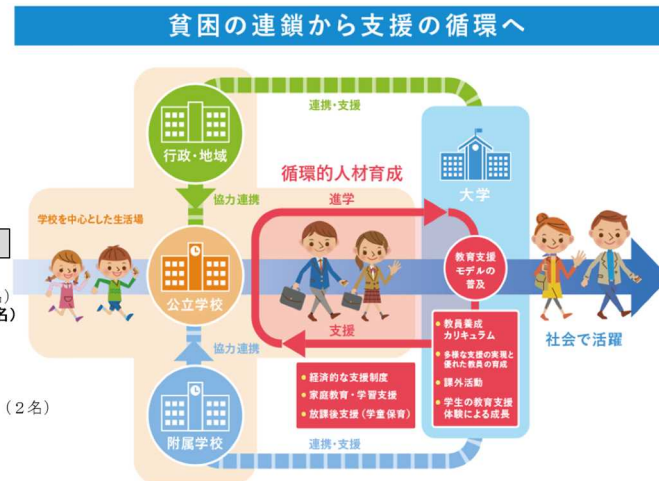 貧困の連鎖から支援の循環へ
連携・支援
行政・地域
大学
協力連携
循環的人材育成
進学
学校を中心とした生活場
公立学校
教育支援
モデルの
普及
名）
支援
社会で活躍
協力連携
• 教員養成
カリキュラム
• 多様な支援の実現と
優れた教員の育成
• 課外活動
• 学生の教育支援
体験による成長
• 経済的な支援制度
• 家庭教育・学習支援
• 放課後支援（学童保育）
（２名）
附属学校
連携・支援